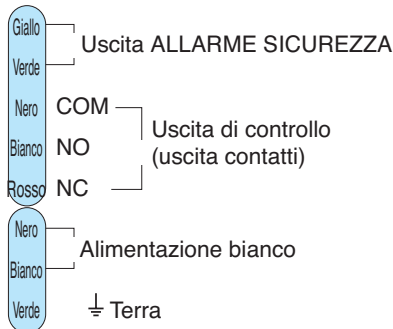 Giallo
Uscita ALLARME SICUREZZA
Verde
Nero COM
Uscita di controllo
Bianco NO
(uscita contatti)
Rosso NC
Nero
Alimentazione bianco
Bianco
Verde Terra